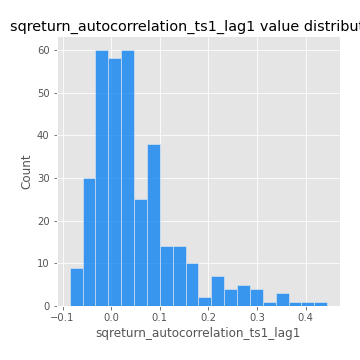 sqreturn_autocorrelation_ts1_lag1 value distribut
60
50
40
30
20
10
0
Count
−0.1 0.0 0.1 0.2 0.3 0.4
sqreturn_autocorrelation_ts1_lag1